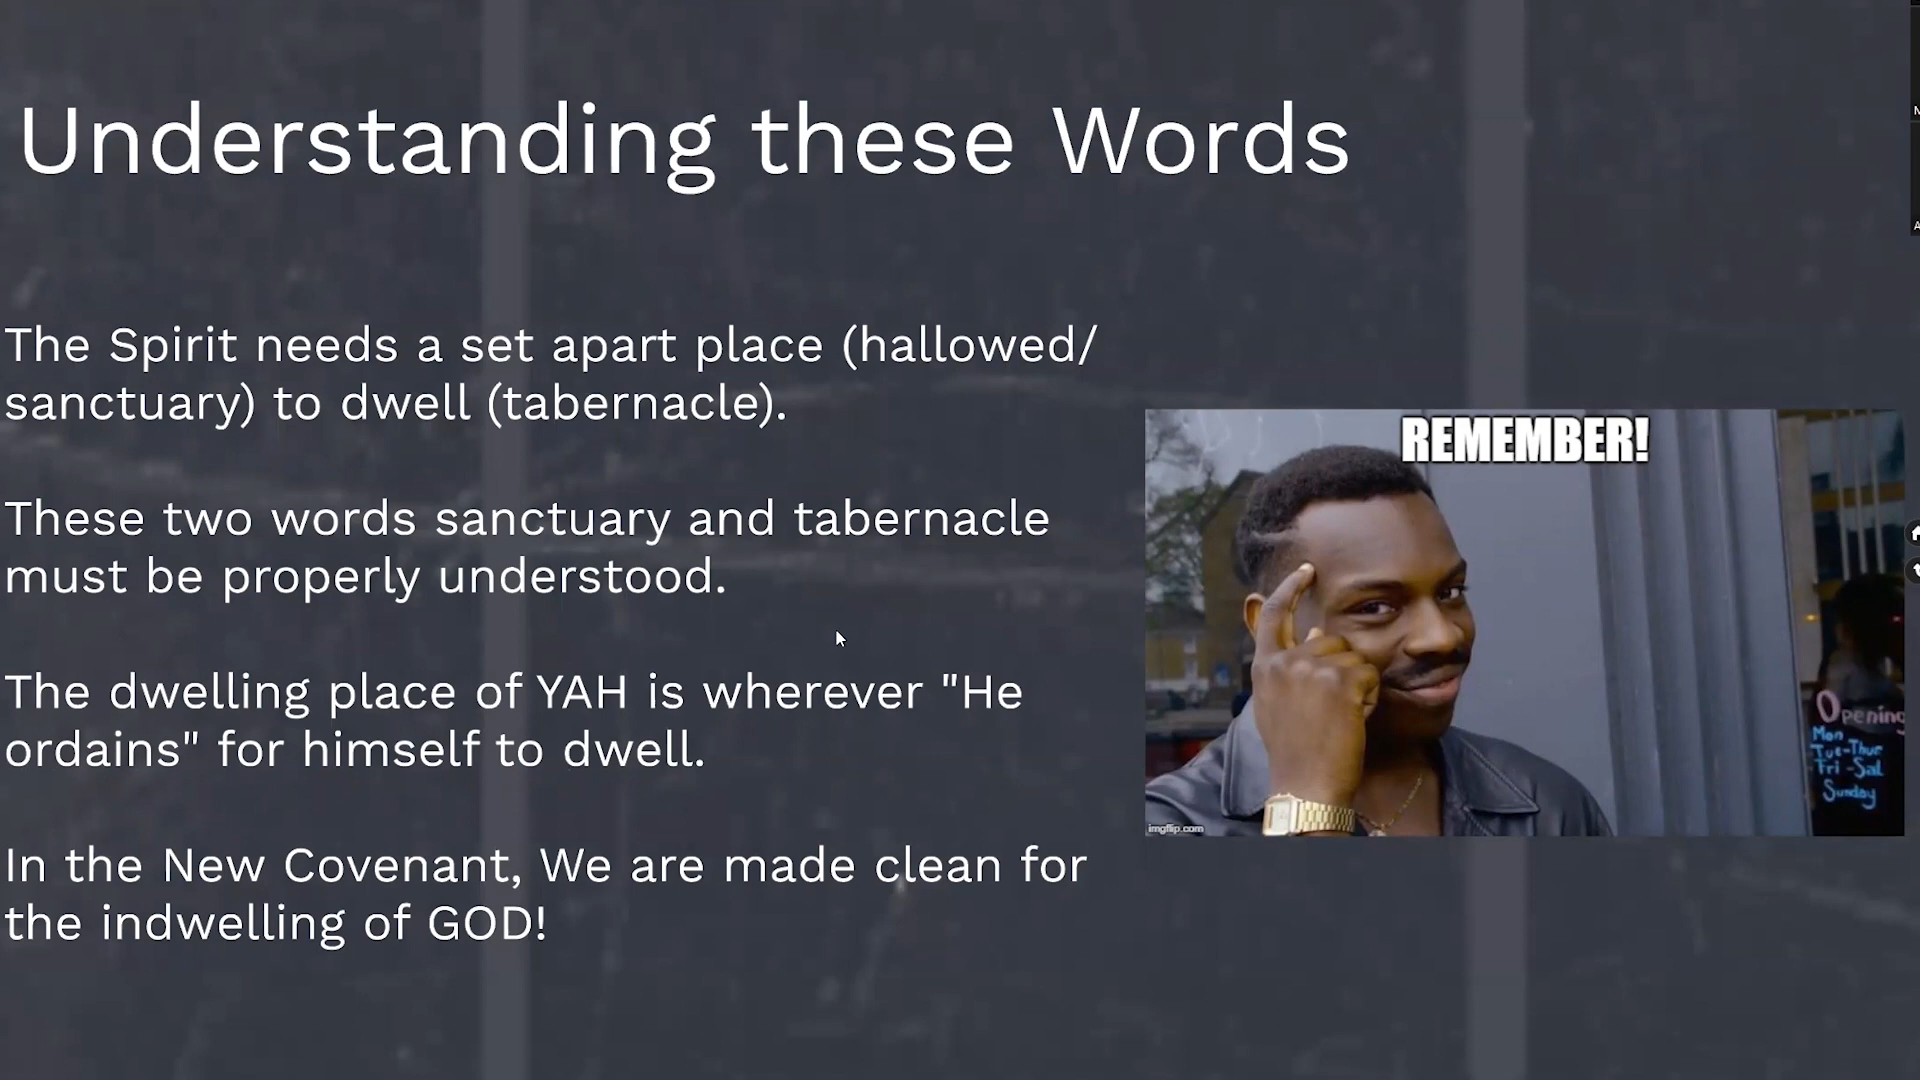 Understanding these Words
The Spirit needs a set apart place (hallowed/
sanctuary) to dwell (tabernacle).
These two words sanctuary and tabernacle
must be properly understood.
The dwelling place of YAH is wherever "He
ordains" for himself to dwell.
In the New Covenant, We are made clean for
the indwelling of GOD!
REMEMBER!
Opening
Mon
Tue-Thur
Fri-Sat
Sunday
imgflip.com